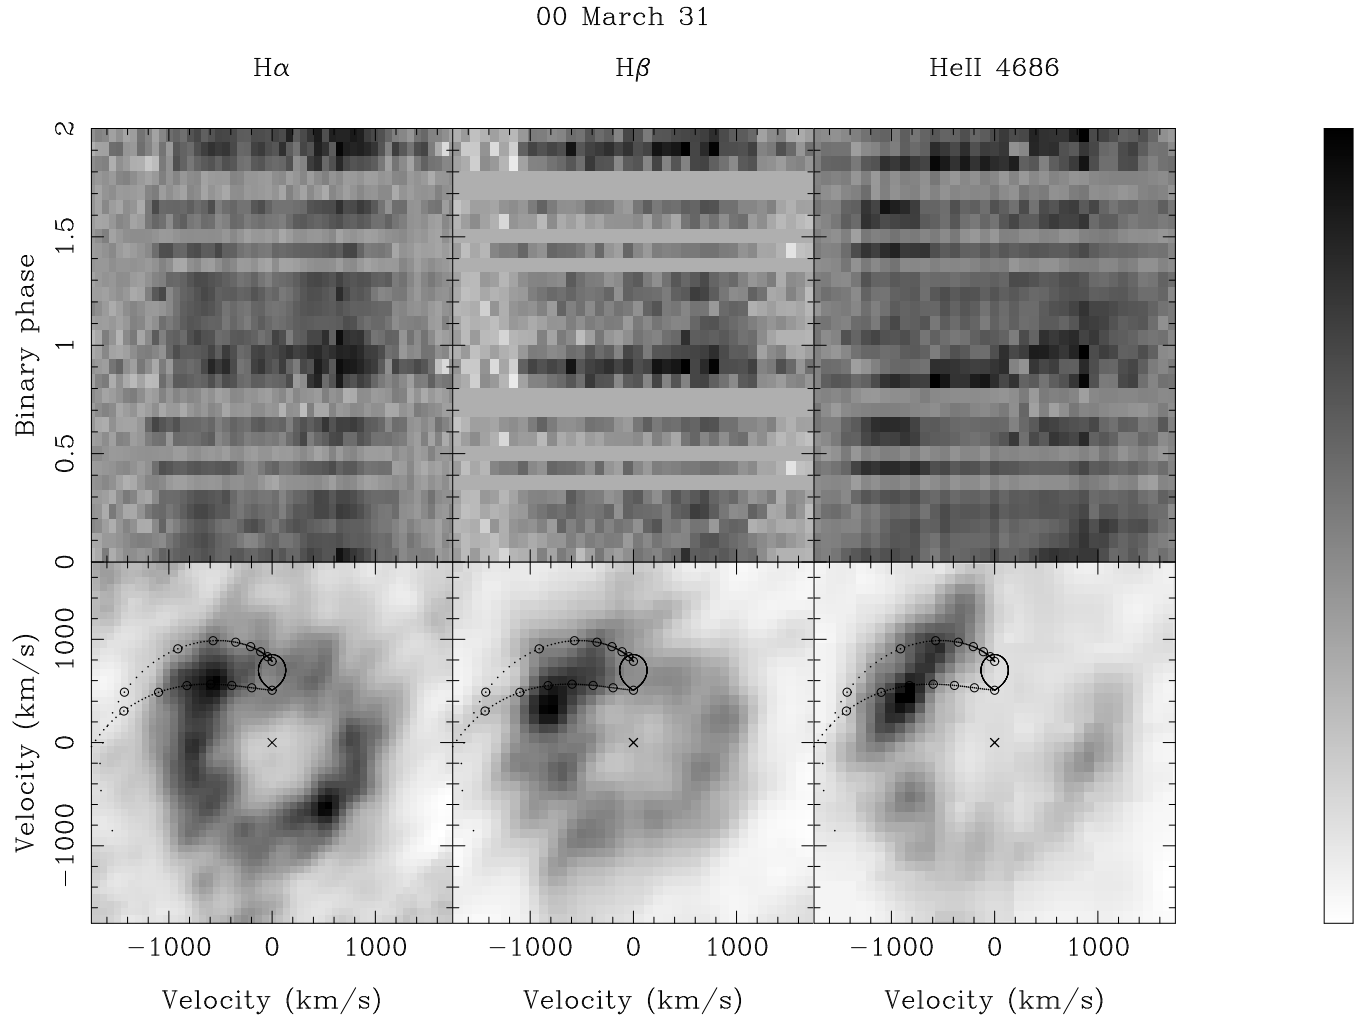 00 March 31
Hα Hβ HeII 4686
Binary phase
2
1.5
1
0.5
0
Velocity (km/s)
1000
0
−1000
−1000 0 1000 −1000 0 1000 −1000 0 1000
Velocity (km/s) Velocity (km/s) Velocity (km/s)